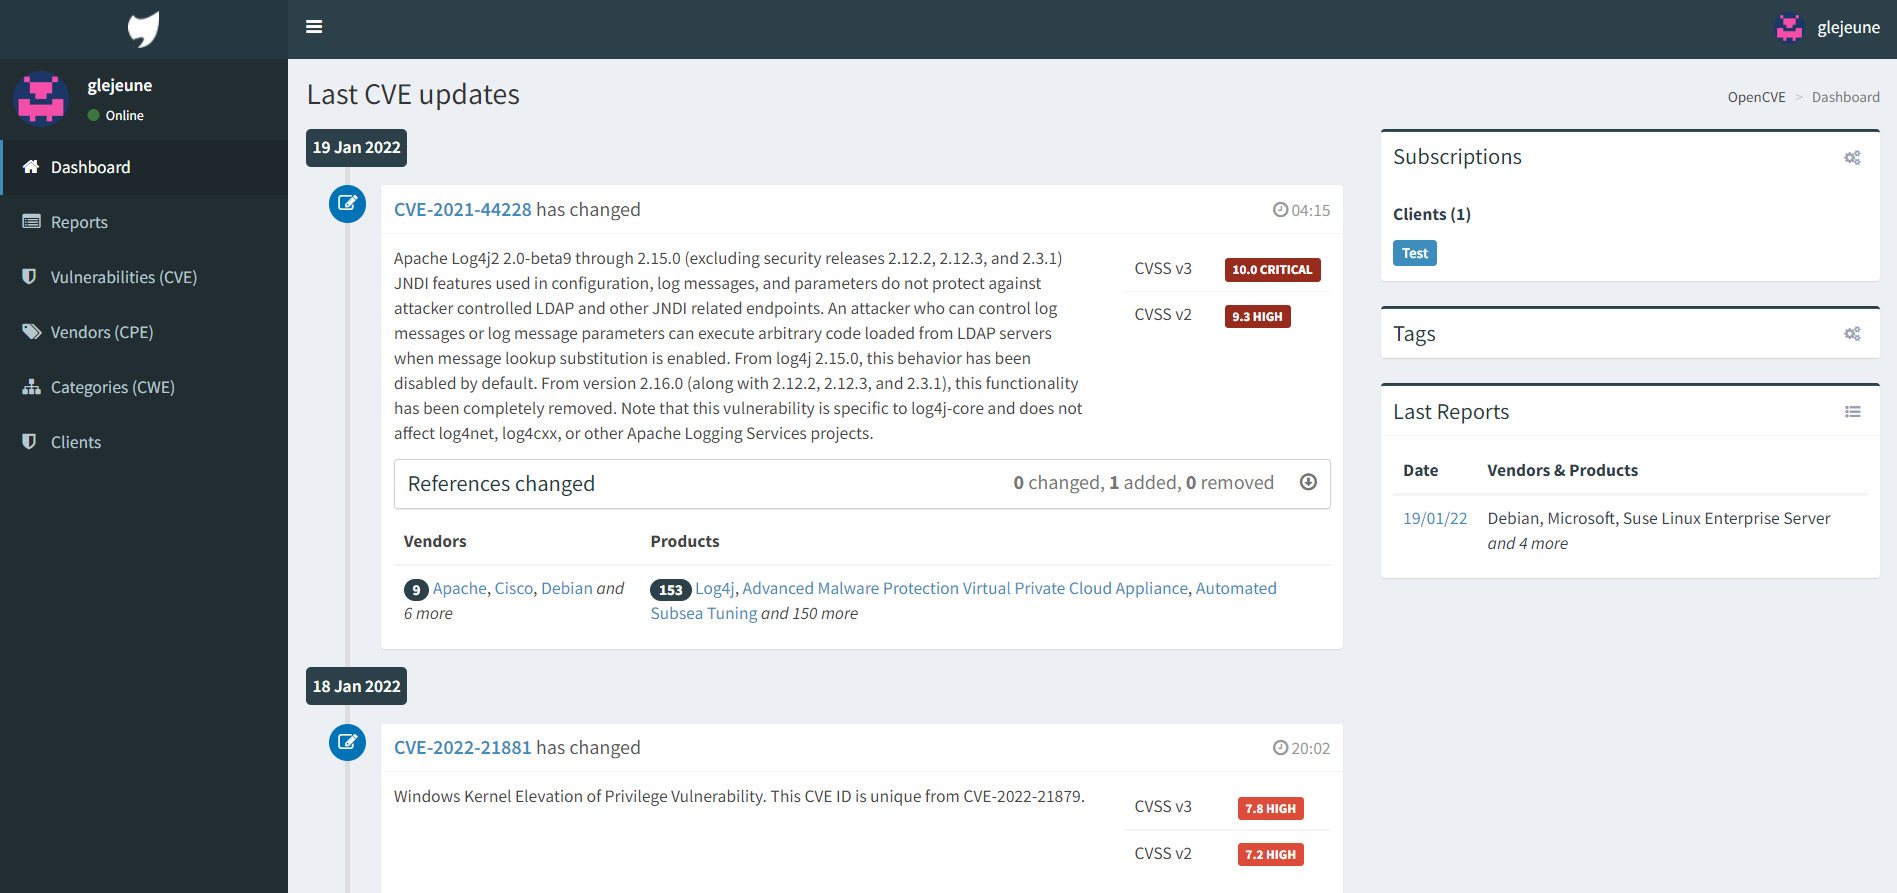 glejeune
glejeune
Online
Dashboard
Reports
Vulnerabilities (CVE)
Vendors (CPE)
Categories (CWE)
Clients
Last CVE updates
OpenCVE > Dashboard
19 Jan 2022
CVE-2021-44228 has changed
04:15
Apache Log4j2 2.0-beta9 through 2.15.0 (excluding security releases 2.12.2, 2.12.3, and 2.3.1)
JNDI features used in configuration, log messages, and parameters do not protect against
attacker controlled LDAP and other JNDI related endpoints. An attacker who can control log
messages or log message parameters can execute arbitrary code loaded from LDAP servers
when message lookup substitution is enabled. From log4j 2.15.0, this behavior has been
disabled by default. From version 2.16.0 (along with 2.12.2, 2.12.3, and 2.3.1), this functionality
has been completely removed. Note that this vulnerability is specific to log4j-core and does not
affect log4net, log4cxx, or other Apache Logging Services projects.
CVSS v3 10.0 CRITICAL
CVSS v2 9.3 HIGH
References changed
0 changed, 1 added, 0 removed
Vendors Products
9 Apache, Cisco, Debian and
6 more
153 Log4j, Advanced Malware Protection Virtual Private Cloud Appliance, Automated
Subsea Tuning and 150 more
18 Jan 2022
CVE-2022-21881 has changed
20:02
Windows Kernel Elevation of Privilege Vulnerability. This CVE ID is unique from CVE-2022-21879.
CVSS v3 7.8 HIGH
CVSS v2 7.2 HIGH
Subscriptions
Clients (1)
Test
Tags
Last Reports
Date Vendors & Products
19/01/22 Debian, Microsoft, Suse Linux Enterprise Server
and 4 more